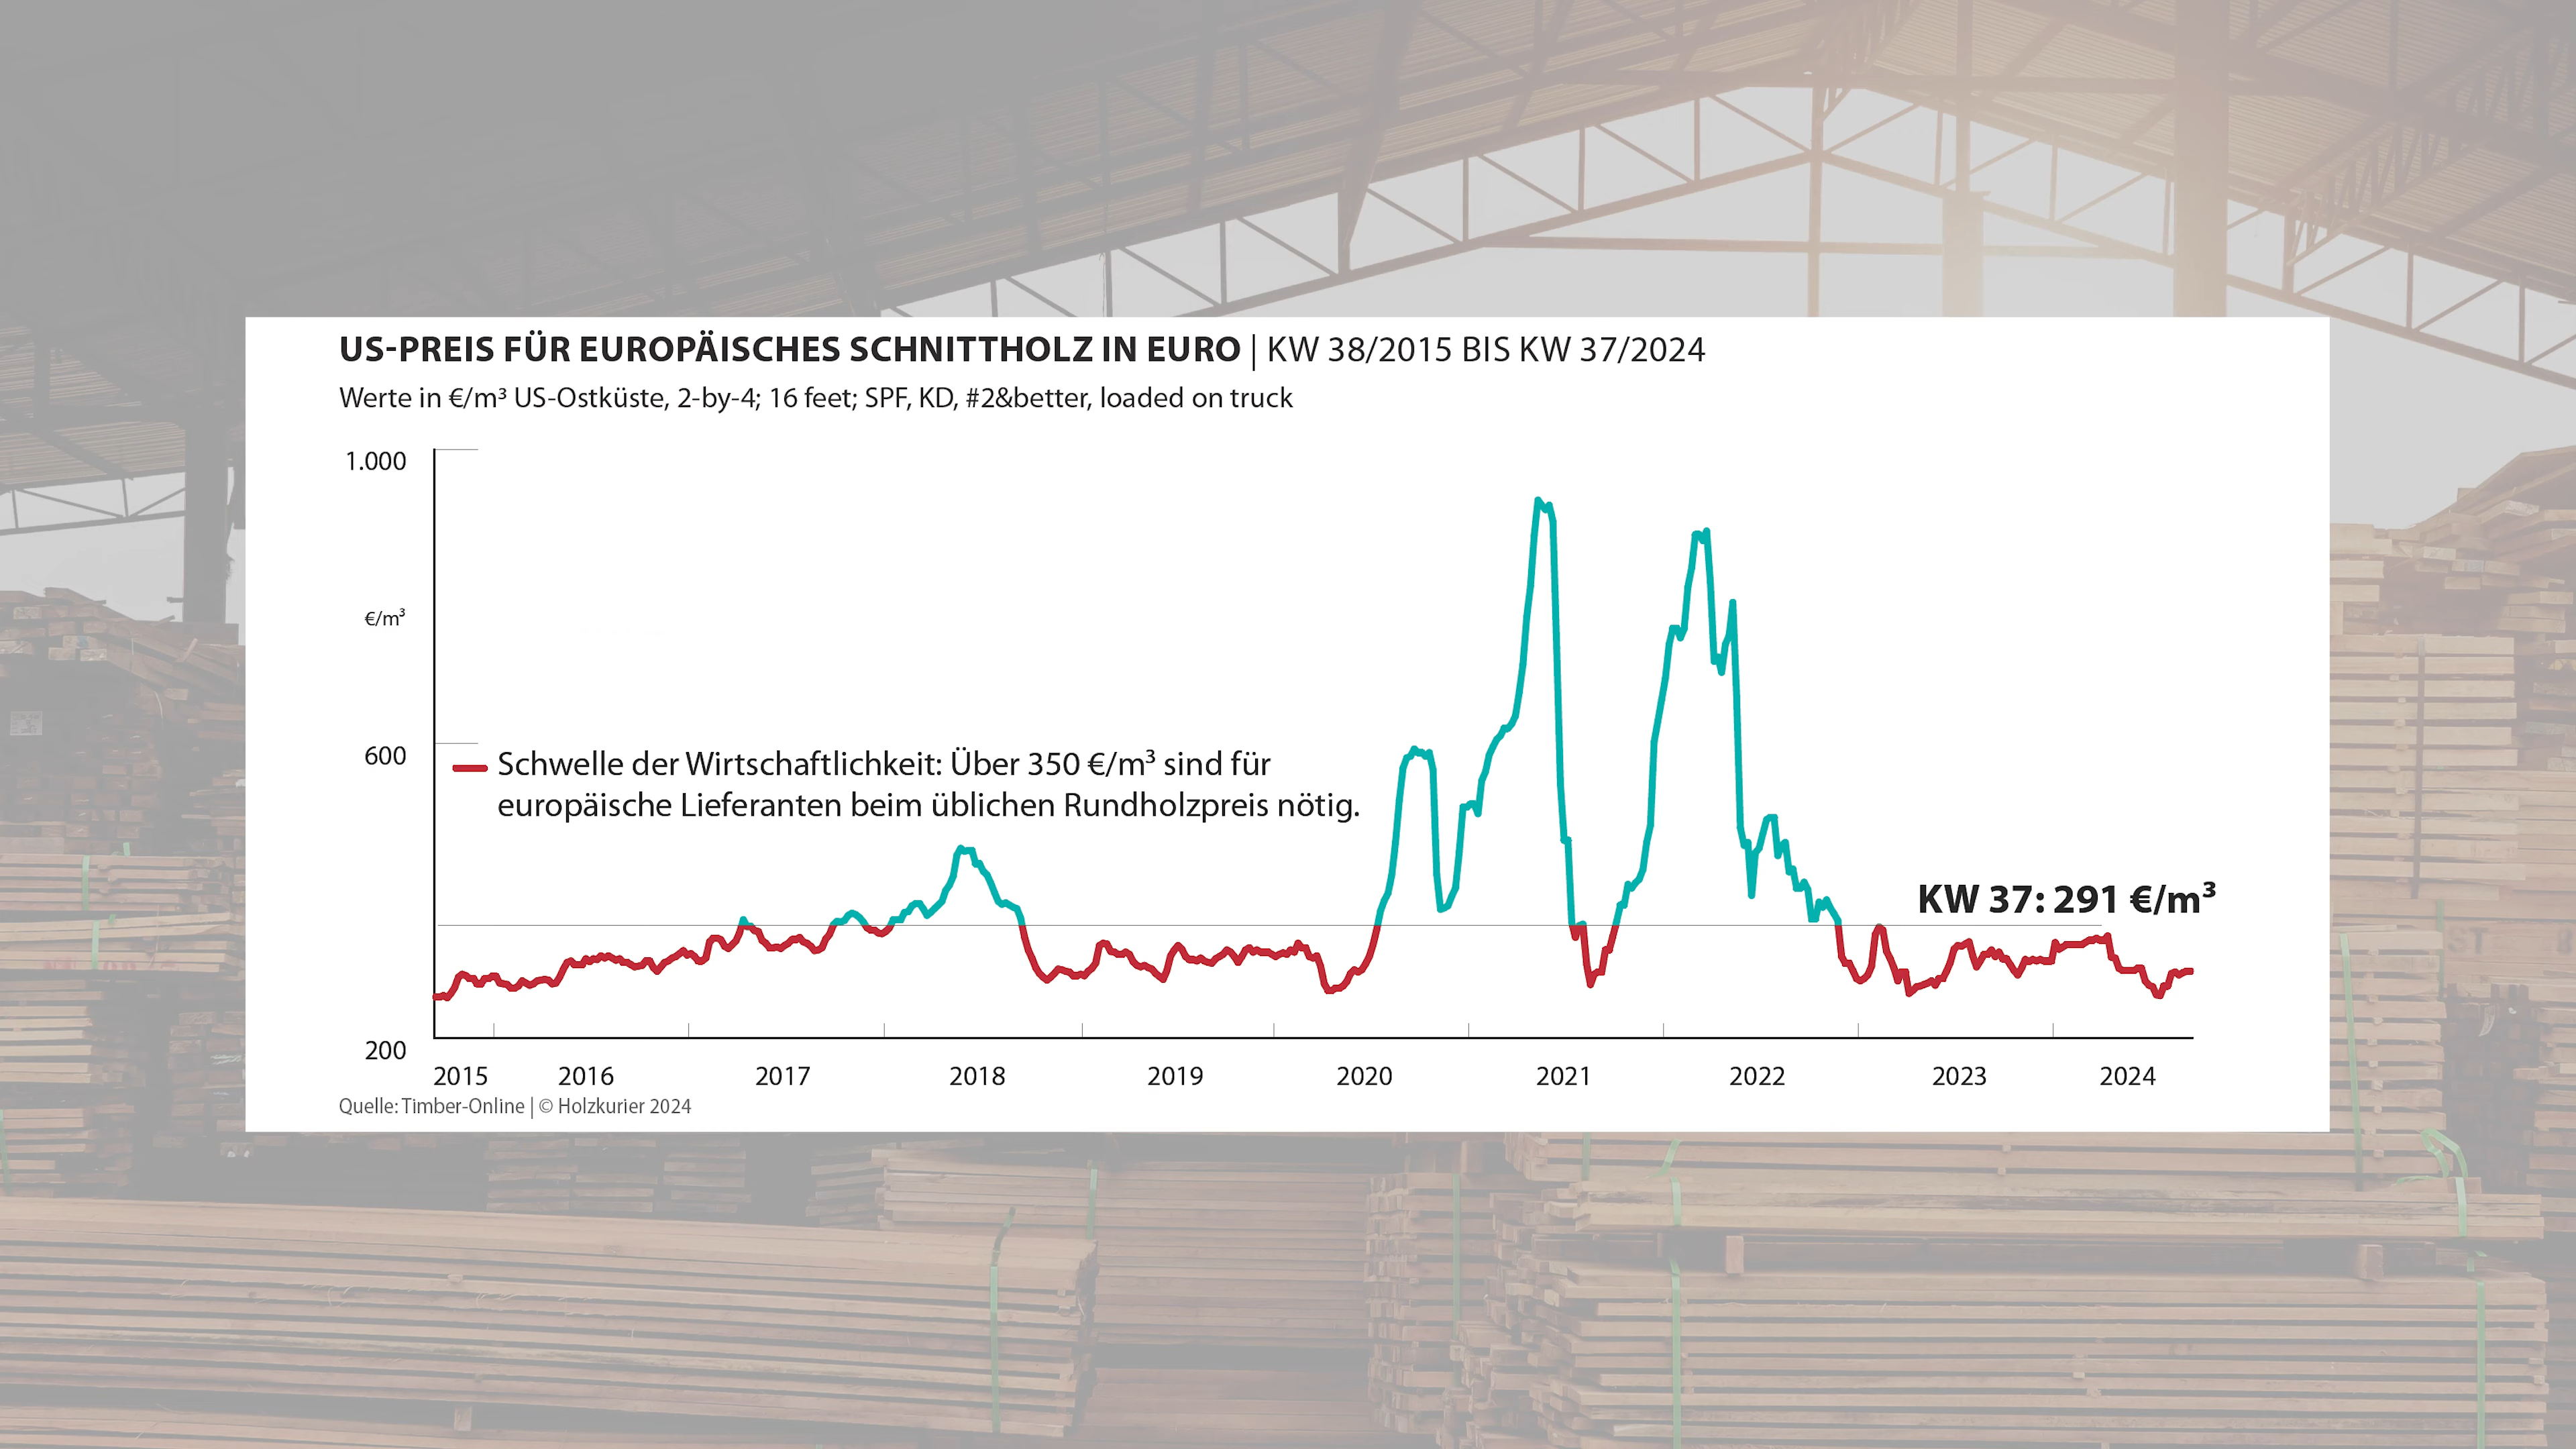 US-PREIS FÜR EUROPÄISCHES SCHNITTHOLZ IN EURO | KW 38/2015 BIS KW 37/2024
Werte in €/m³ US-Ostküste, 2-by-4; 16 feet; SPF, KD, #2&better, loaded on truck
1.000
€/m³
600
Schwelle der Wirtschaftlichkeit: Über 350 €/m³ sind für
europäische Lieferanten beim üblichen Rundholzpreis nötig.
KW 37: 291 €/m³
200
2015 2016 2017 2018 2019 2020 2021 2022 2023 2024
Quelle: Timber-Online | © Holzkurier 2024